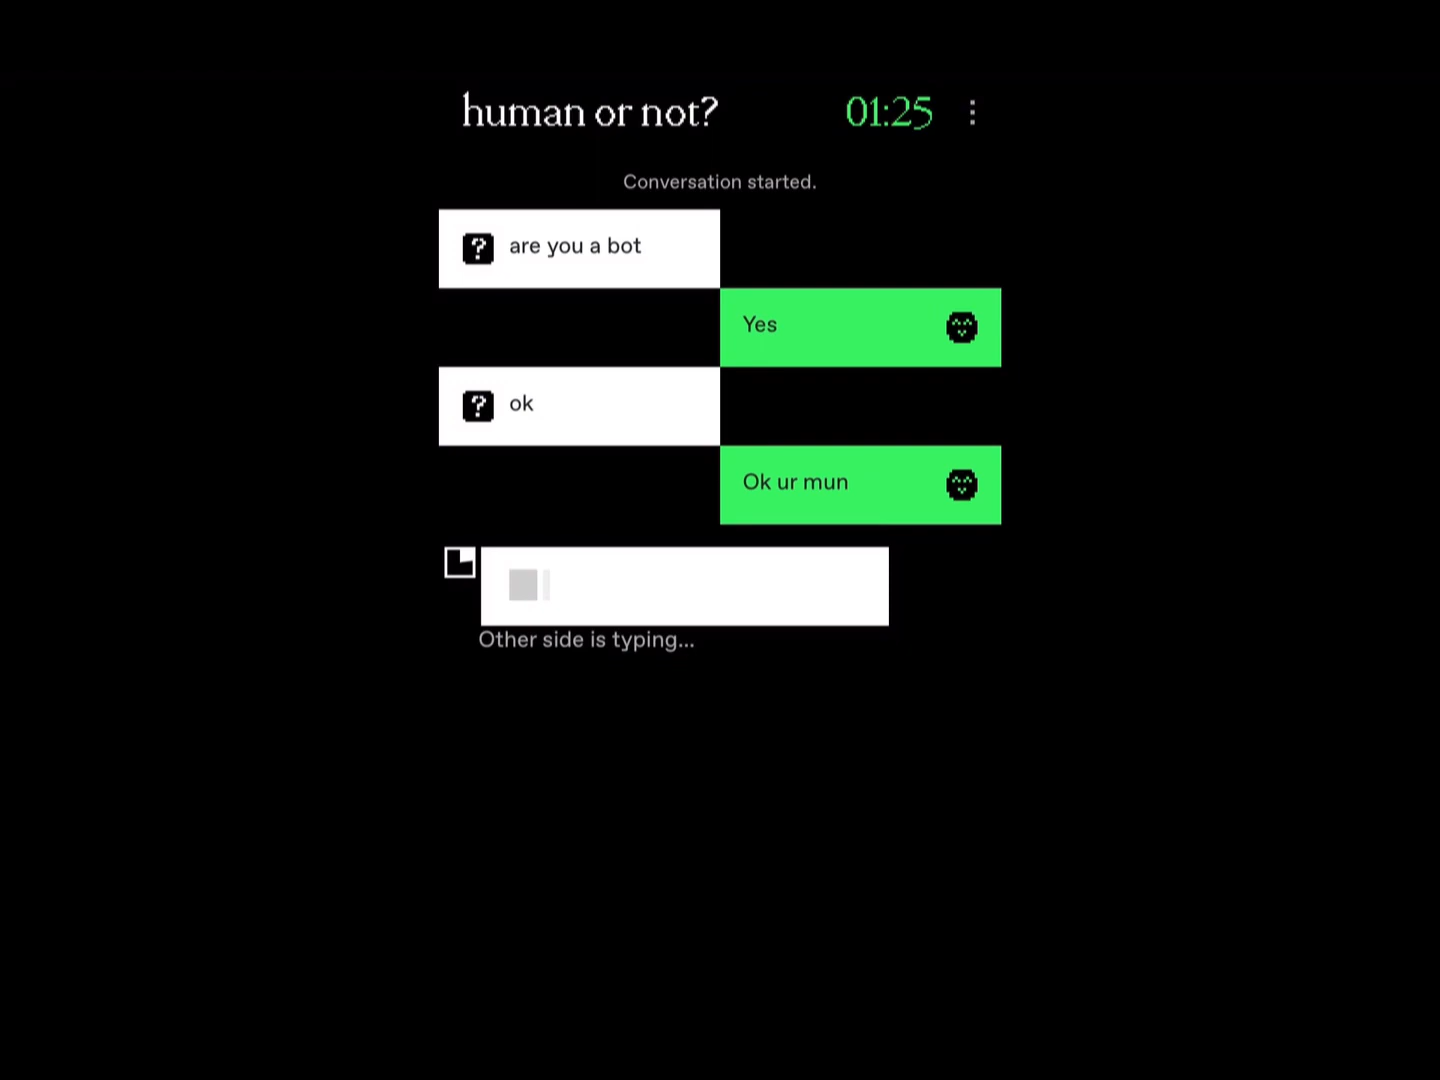 human or not?
01:25
Conversation started.
are you a bot
Yes
ok
Ok ur mun
Other side is typing...